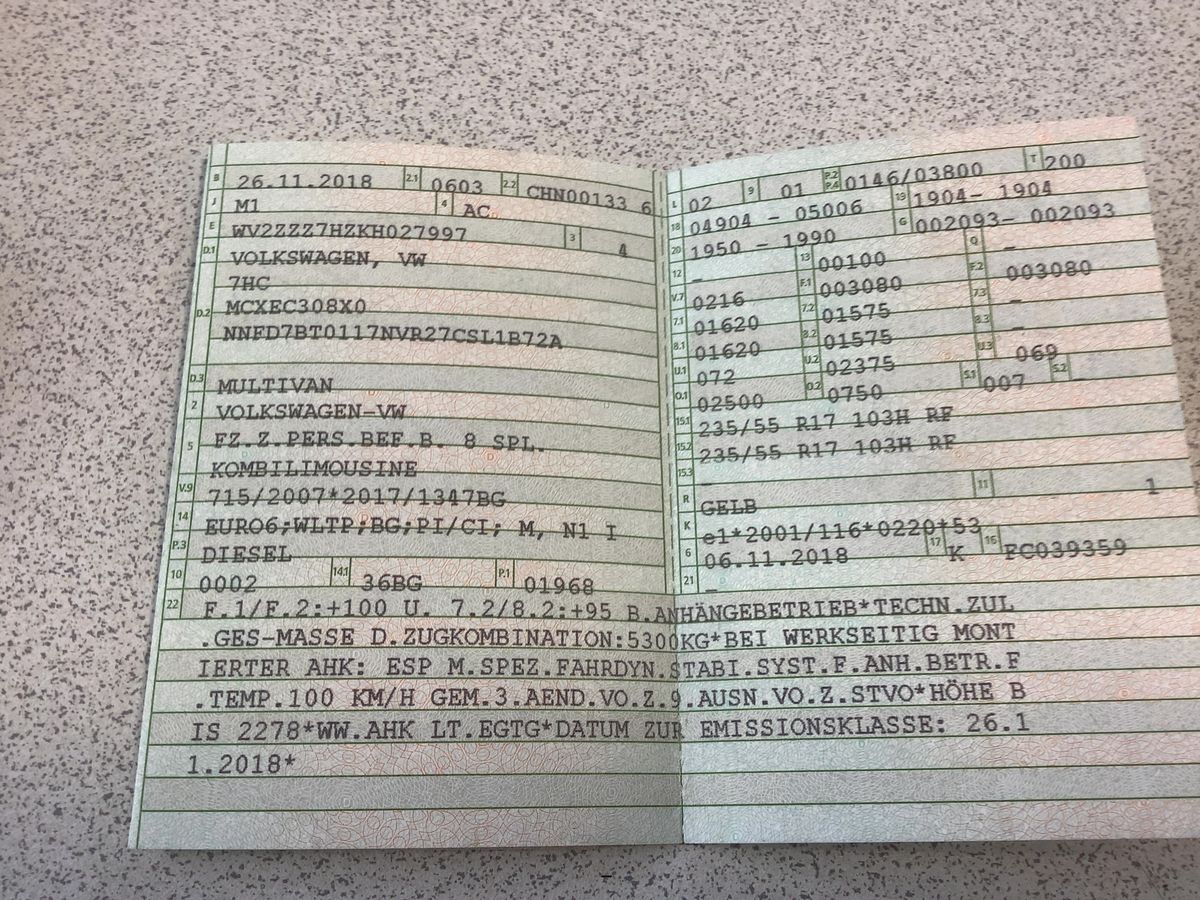 B 26.11.2018 2.1 0603 2.2 CHN00133 6
J M1 4 AC
E WV2ZZZ7HZKH027997 3 4
D.1 VOLKSWAGEN, VW
7HC
D.2 MCXEC308X0
NNFD7BT0117NVR27CSL1B72A
D.3 MULTIVAN
2 VOLKSWAGEN-VW
5 FZ.Z.PERS.BEF.B. 8 SPL.
KOMBILIMOUSINE
V.9 715/2007*2017/1347BG
14 EURO6;WLTP;BG;PI/CI; M, N1 I
P.3 DIESEL
10 0002 14.1 36BG P.1 01968
L 02 9 01 P.2 P.4 0146/03800 T 200
18 04904 - 05006 19 1904- 1904
20 1950 - 1990 G 002093- 002093
12 - 13 00100 Q -
V.7 0216 F.1 003080 F.2 003080
7.1 01620 7.2 01575 7.3 -
8.1 01620 8.2 01575 8.3 -
U.1 072 U.2 02375 U.3 069
O.1 02500 O.2 0750 S.1 007 S.2
15.1 235/55 R17 103H RF
15.2 235/55 R17 103H RF
15.3 -
R GELB 11 1
K e1*2001/116*0220*53
6 06.11.2018 17 K 16 FC039359
21 -
22 F.1/F.2:+100 U. 7.2/8.2:+95 B.ANHÄNGEBETRIEB*TECHN.ZUL
.GES-MASSE D.ZUGKOMBINATION:5300KG*BEI WERKSEITIG MONT
IERTER AHK: ESP M.SPEZ.FAHRDYN.STABI.SYST.F.ANH.BETR.F
.TEMP.100 KM/H GEM.3.AEND.VO.Z.9.AUSN.VO.Z.STVO*HÖHE B
IS 2278*WW.AHK LT.EGTG*DATUM ZUR EMISSIONSKLASSE: 26.1
1.2018*